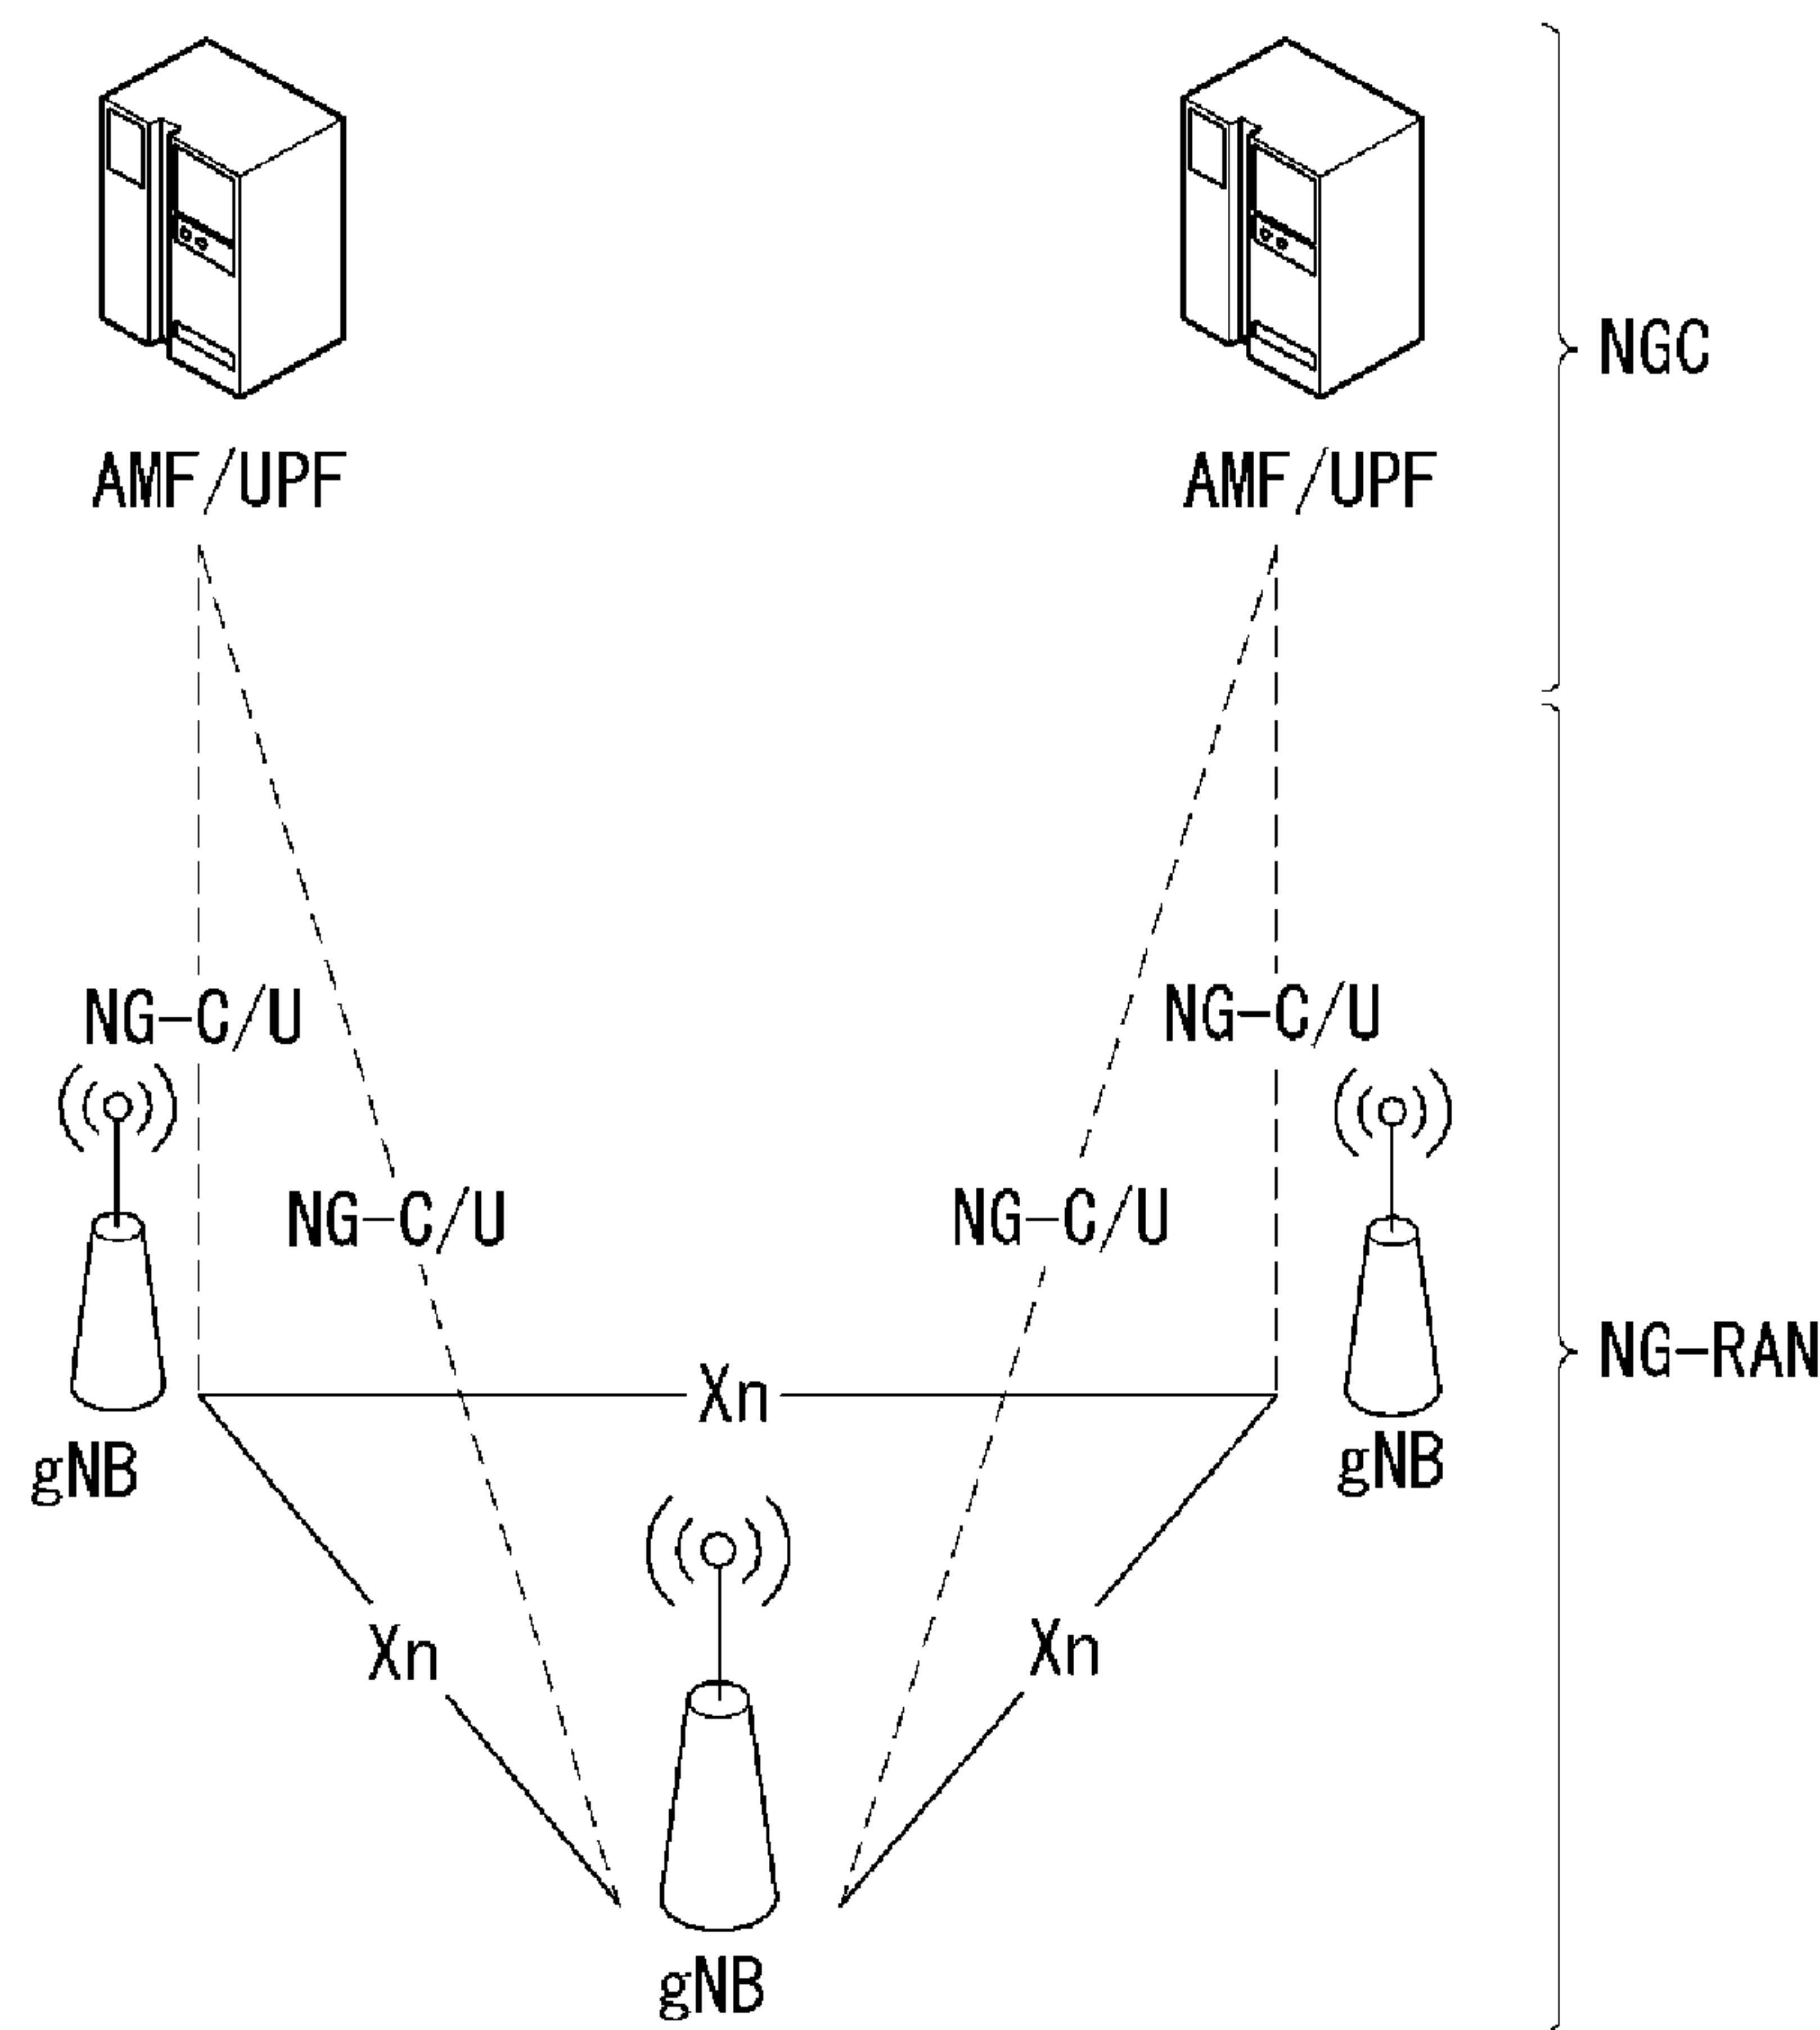 NGC
AMF/UPF
AMF/UPF
NG-C/U
NG-C/U
NG-C/U
NG-C/U
NG-RAN
Xn
gNB
gNB
Xn
Xn
gNB